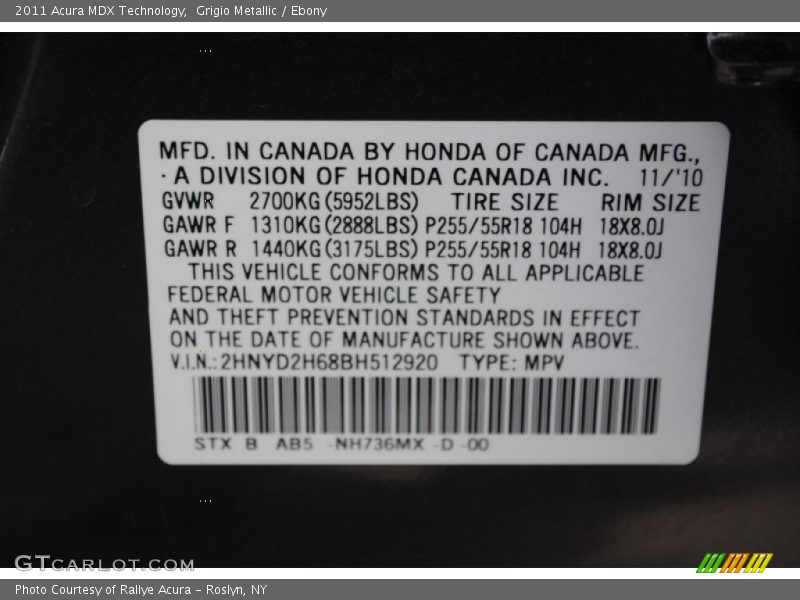 2011 Acura MDX Technology,  Grigio Metallic / Ebony
MFD. IN CANADA BY HONDA OF CANADA MFG.,
· A DIVISION OF HONDA CANADA INC.   11/'10
GVWR   2700KG(5952LBS)   TIRE SIZE   RIM SIZE
GAWR F  1310KG(2888LBS) P255/55R18 104H  18X8.0J
GAWR R  1440KG(3175LBS) P255/55R18 104H  18X8.0J
THIS VEHICLE CONFORMS TO ALL APPLICABLE
FEDERAL MOTOR VEHICLE SAFETY
AND THEFT PREVENTION STANDARDS IN EFFECT
ON THE DATE OF MANUFACTURE SHOWN ABOVE.
V.I.N.: 2HNYD2H68BH512920   TYPE: MPV
STX  B  AB5  -NH736MX -D -00
GTCARLOT.COM
Photo Courtesy of Rallye Acura – Roslyn, NY